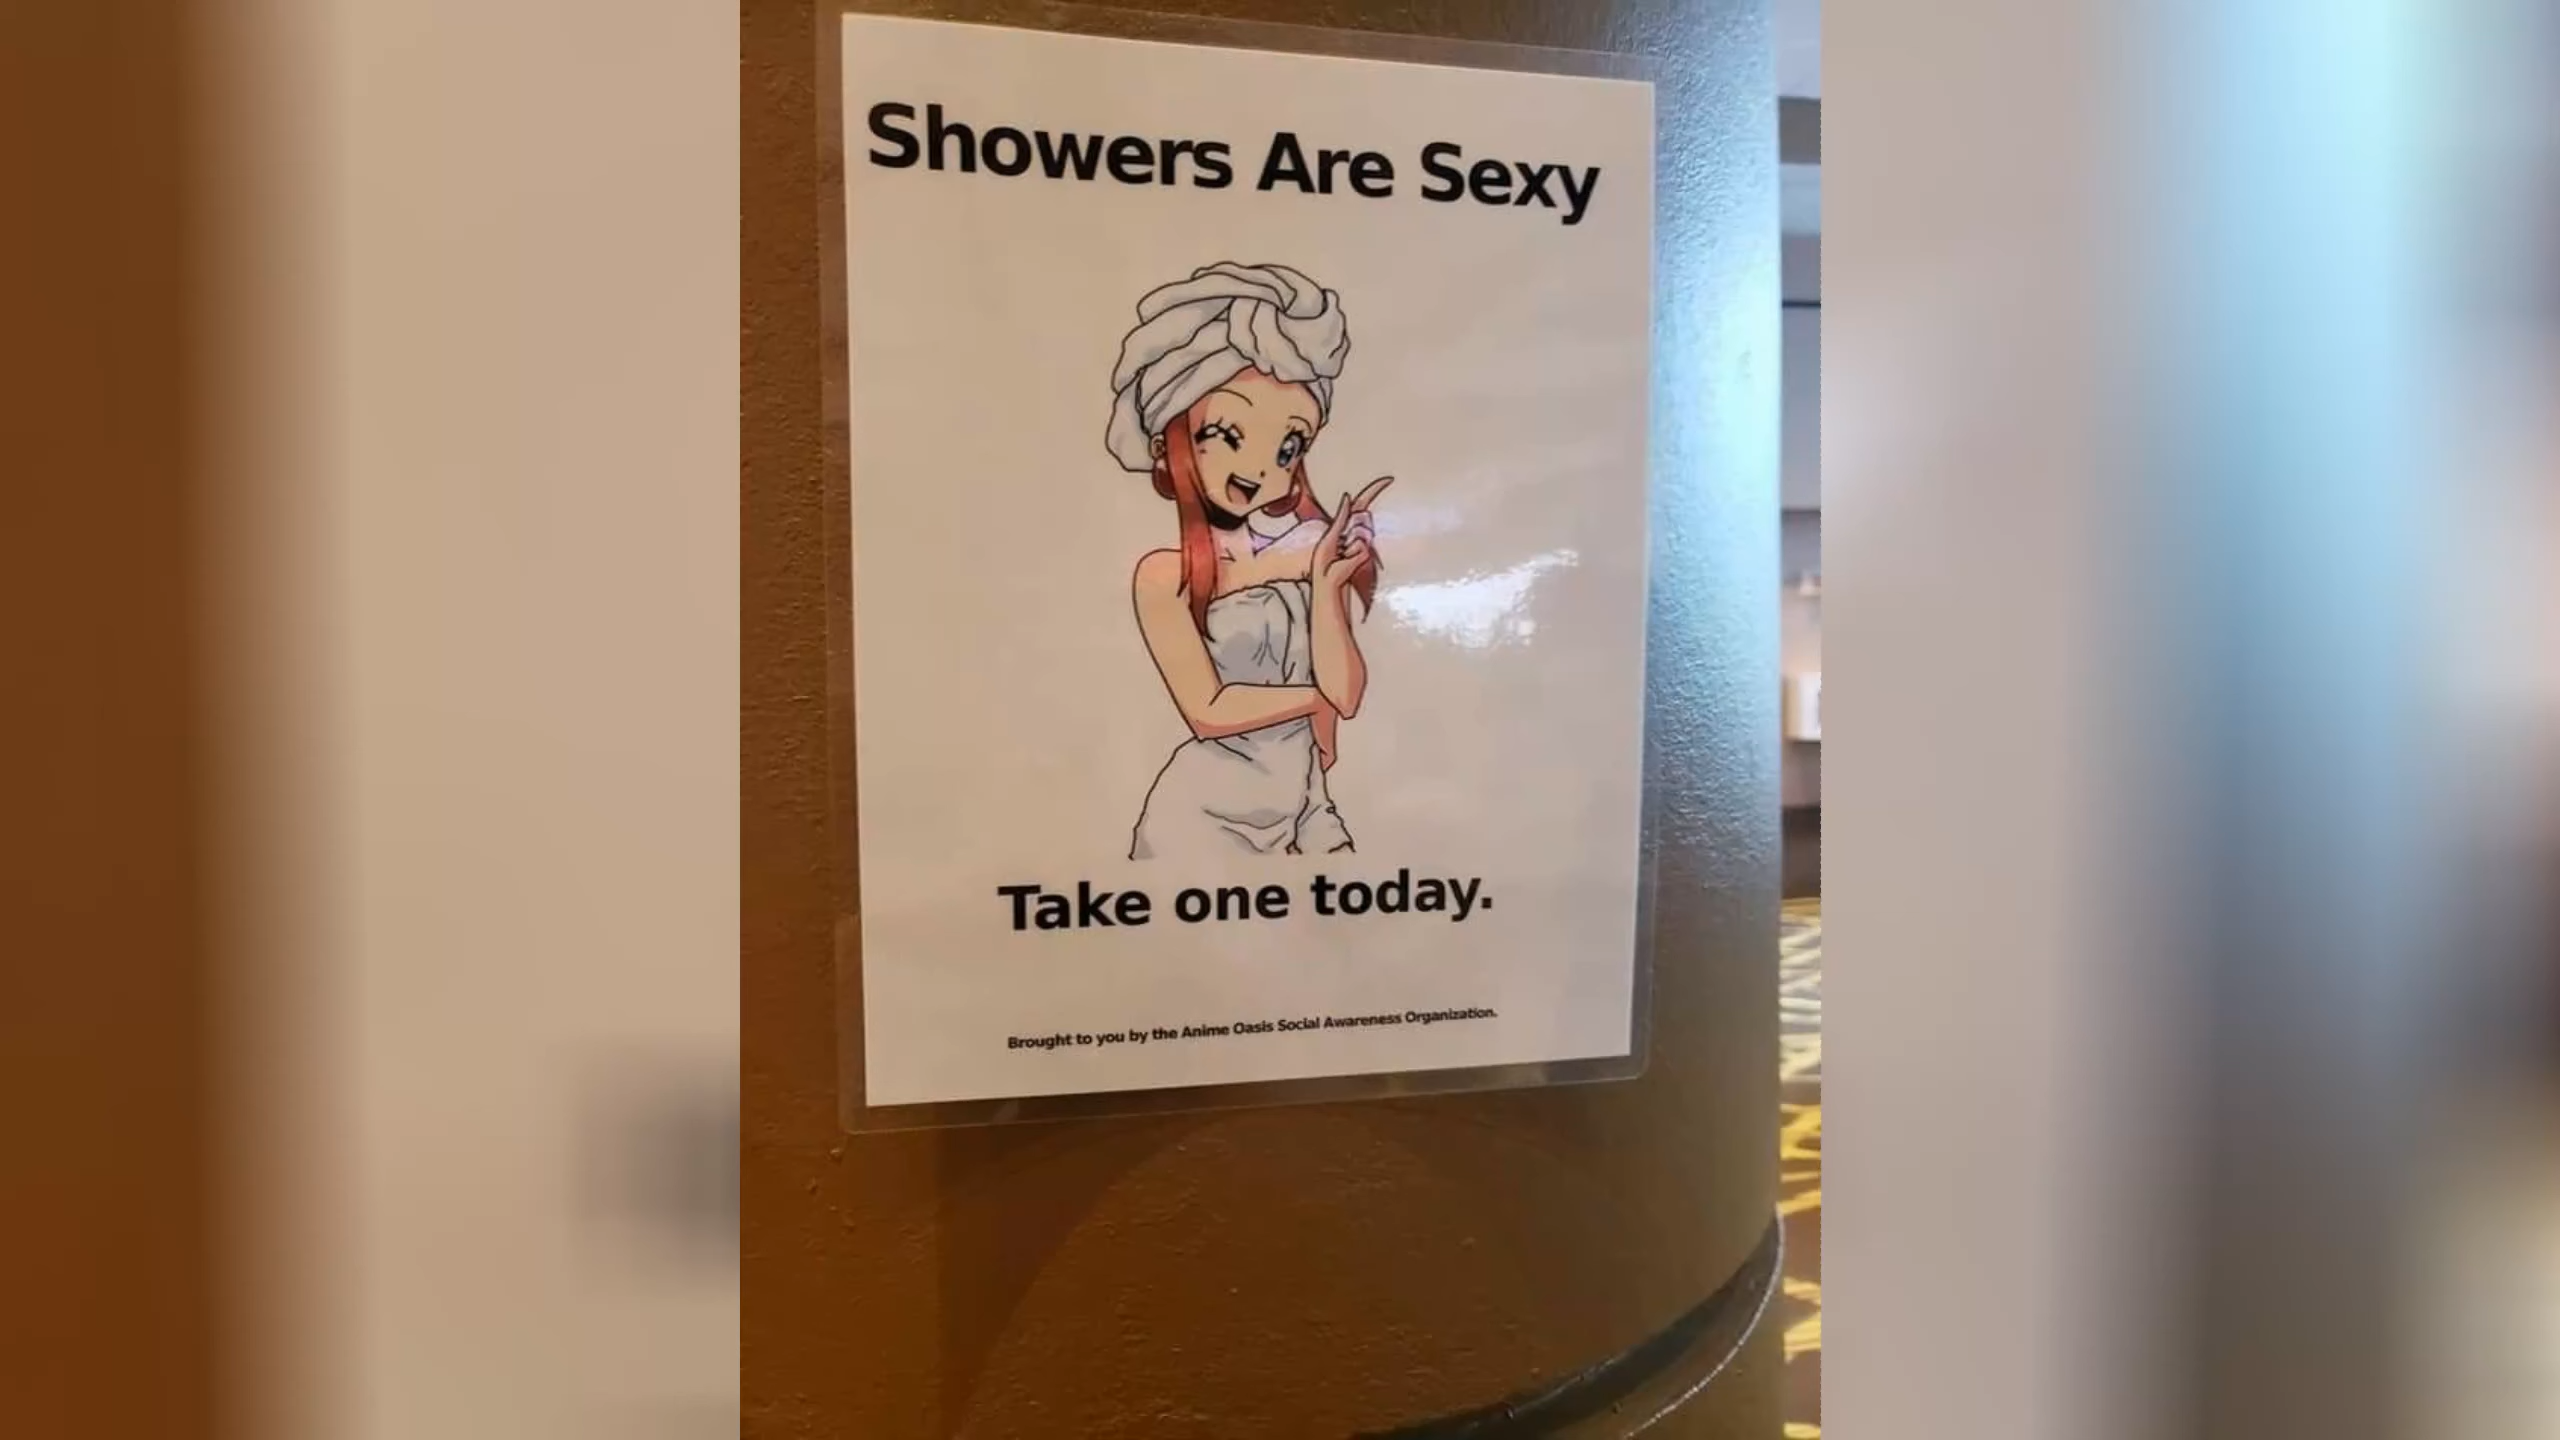 Showers Are Sexy
Take one today.
Brought to you by the Anime Oasis Social Awareness Organization.